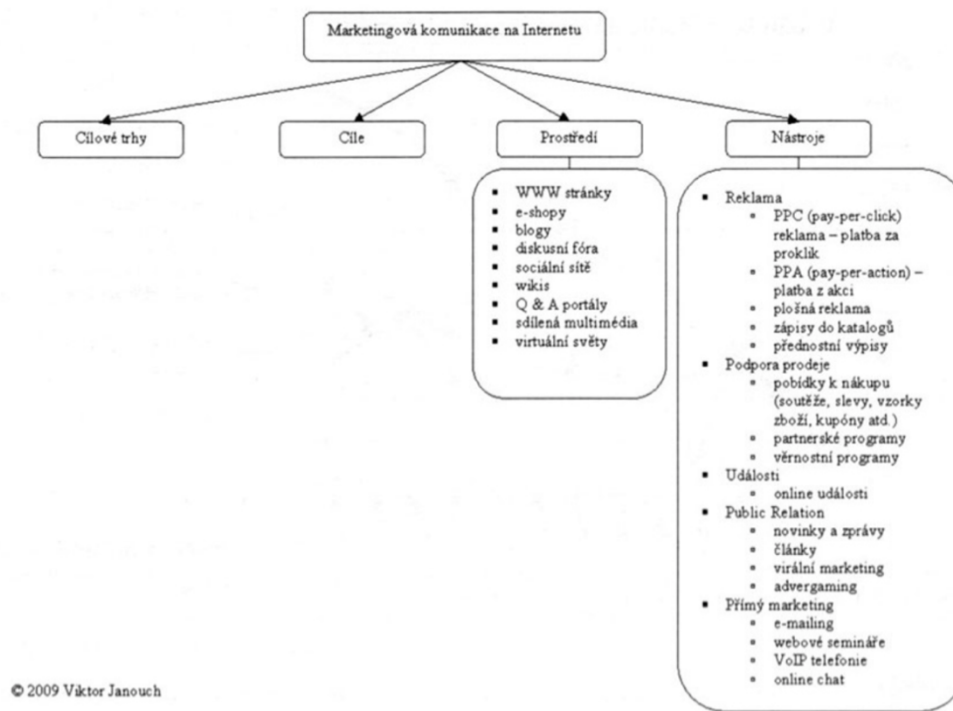 Marketingová komunikace na Internetu
Cílové trhy
Cíle
Prostředí
Nástroje
WWW stránky
e-shopy
blogy
diskusní fóra
sociální sítě
wikis
Q & A portály
sdílená multimédia
virtuální světy
Reklama
PPC (pay-per-click)
reklama – platba za
proklik
PPA (pay-per-action) –
platba z akci
plošná reklama
zápisy do katalogů
přednostní výpisy
Podpora prodeje
pobídky k nákupu
(soutěže, slevy, vzorky
zboží, kupóny atd.)
partnerské programy
věrnostní programy
Události
online události
Public Relation
novinky a zprávy
články
virální marketing
advergaming
Přímý marketing
e-mailing
webové semináře
VoIP telefonie
online chat
© 2009 Viktor Janouch